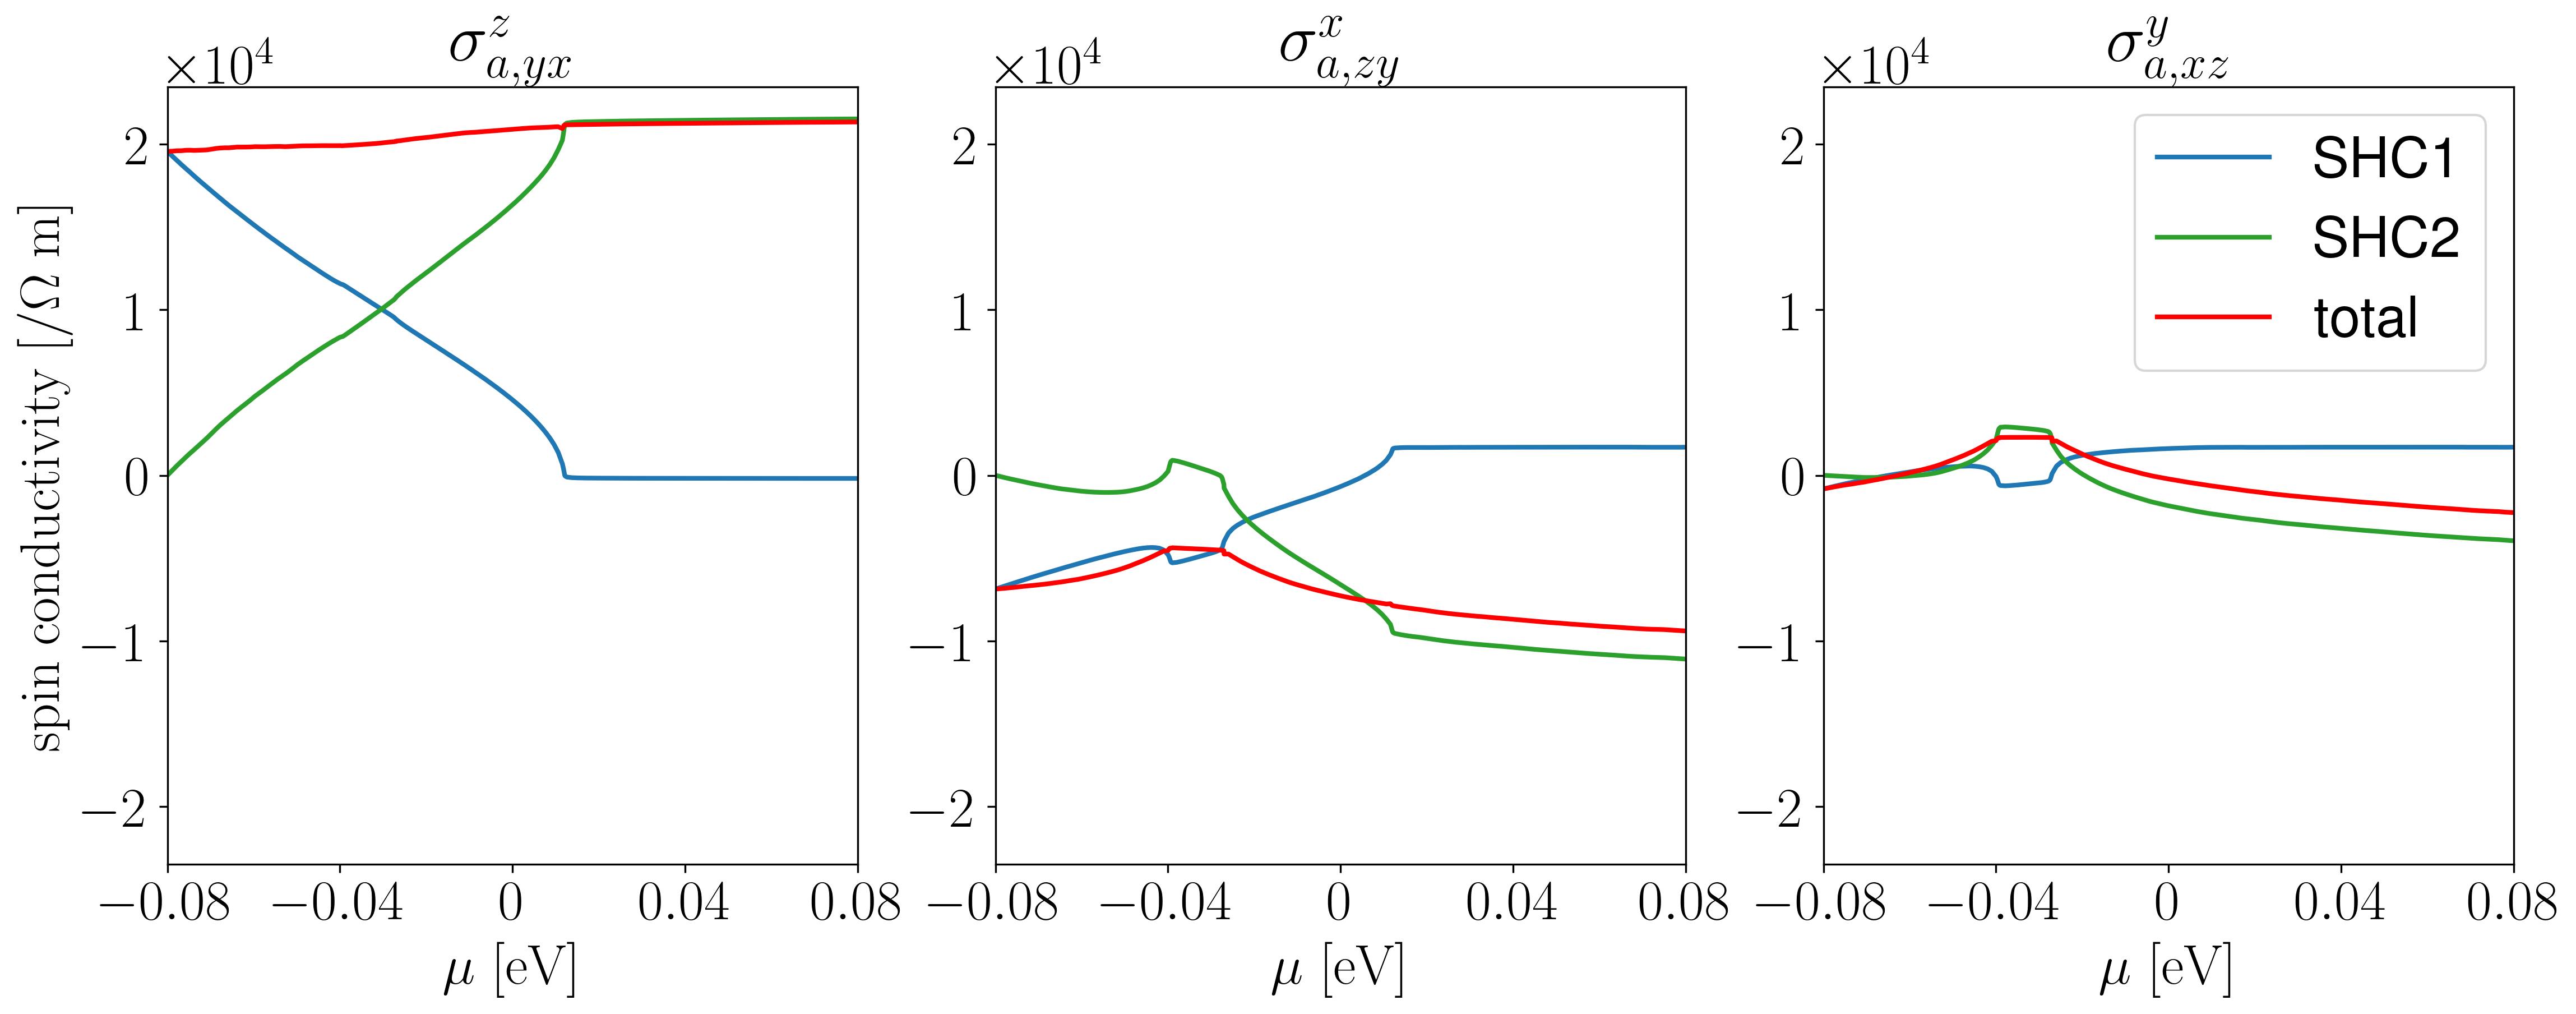 σ^z_{a,yx}
×10^4
2
1
0
−1
−2
−0.08 −0.04 0 0.04 0.08
μ [eV]
spin conductivity [/Ω m]
σ^x_{a,zy}
×10^4
2
1
0
−1
−2
−0.08 −0.04 0 0.04 0.08
μ [eV]
σ^y_{a,xz}
×10^4
2
1
0
−1
−2
−0.08 −0.04 0 0.04 0.08
μ [eV]
SHC1
SHC2
total